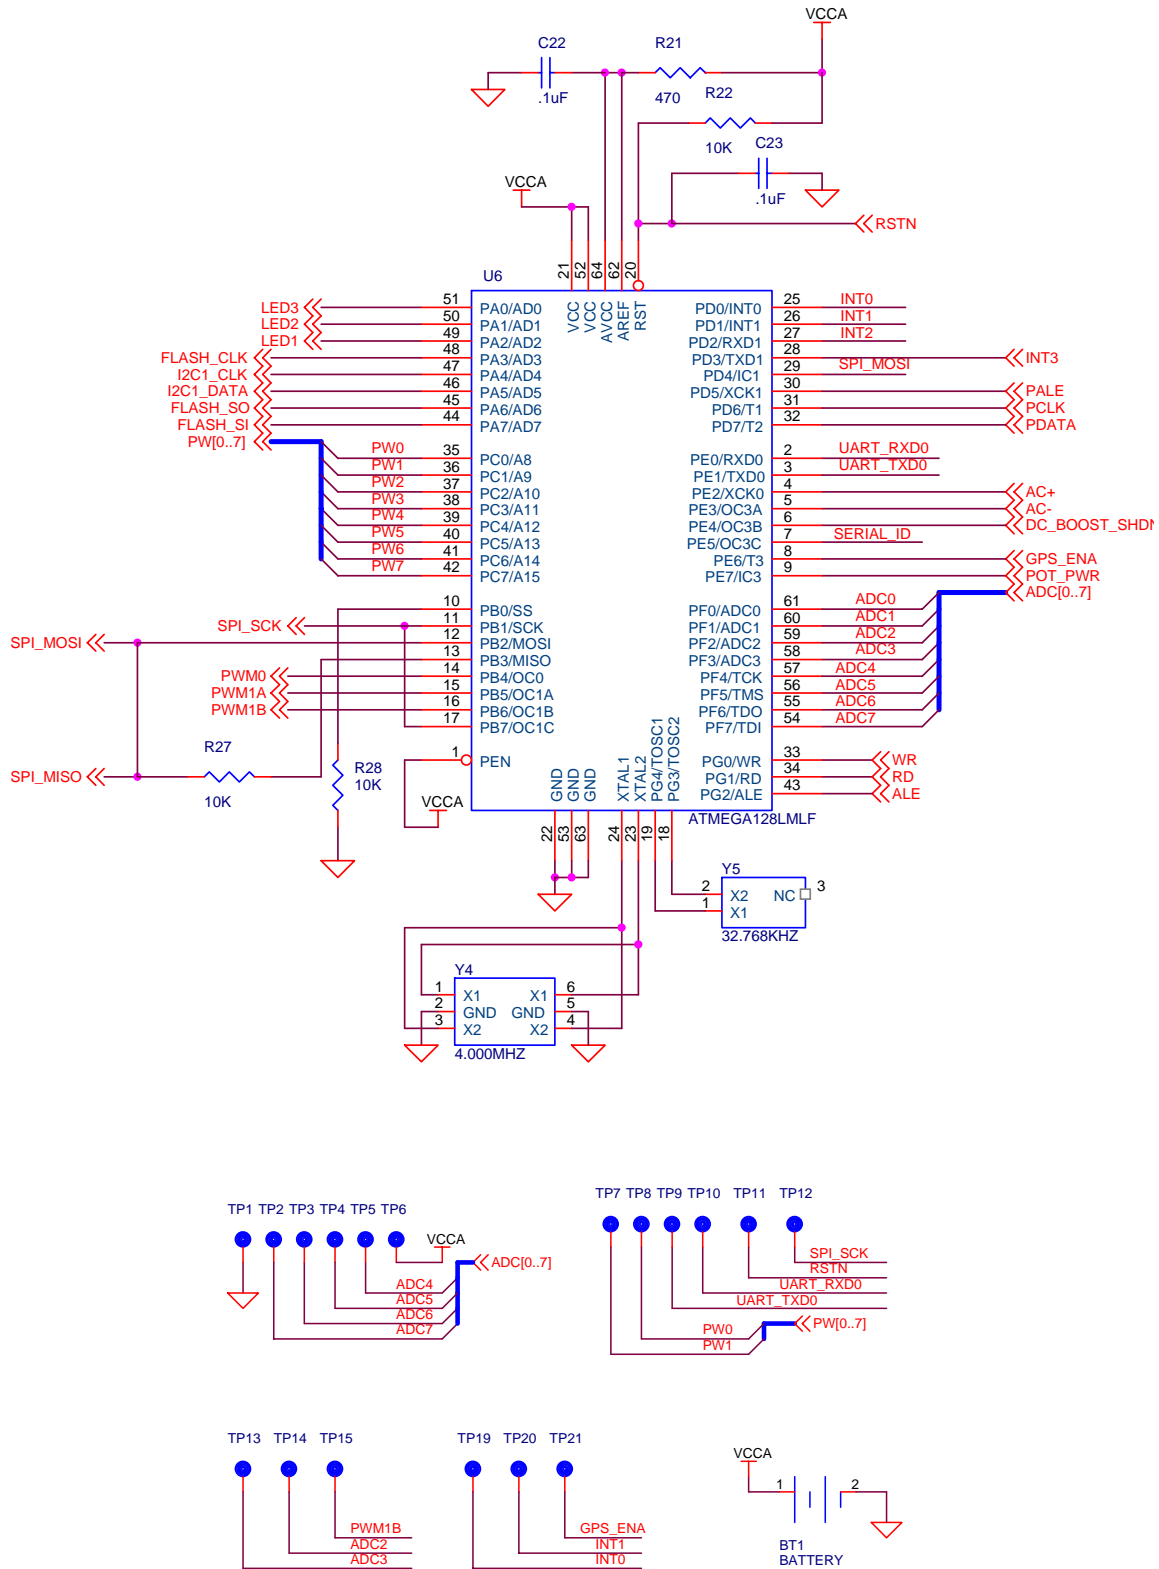 VCCA
C22
R21
.1uF
470
R22
10K
C23
.1uF
VCCA
RSTN
U6
21
52
64
62
20
VCC
VCC
AVCC
AREF
RST
LED3 51 PA0/AD0 PD0/INT0 25 INT0
LED2 50 PA1/AD1 PD1/INT1 26 INT1
LED1 49 PA2/AD2 PD2/RXD1 27 INT2
FLASH_CLK 48 PA3/AD3 PD3/TXD1 28 INT3
I2C1_CLK 47 PA4/AD4 PD4/IC1 29 SPI_MOSI
I2C1_DATA 46 PA5/AD5 PD5/XCK1 30 PALE
FLASH_SO 45 PA6/AD6 PD6/T1 31 PCLK
FLASH_SI 44 PA7/AD7 PD7/T2 32 PDATA
PW[0..7]
PW0 35 PC0/A8 PE0/RXD0 2 UART_RXD0
PW1 36 PC1/A9 PE1/TXD0 3 UART_TXD0
PW2 37 PC2/A10 PE2/XCK0 4 AC+
PW3 38 PC3/A11 PE3/OC3A 5 AC-
PW4 39 PC4/A12 PE4/OC3B 6 DC_BOOST_SHDN
PW5 40 PC5/A13 PE5/OC3C 7 SERIAL_ID
PW6 41 PC6/A14 PE6/T3 8 GPS_ENA
PW7 42 PC7/A15 PE7/IC3 9 POT_PWR
ADC[0..7]
10 PB0/SS PF0/ADC0 61 ADC0
SPI_SCK 11 PB1/SCK PF1/ADC1 60 ADC1
SPI_MOSI 12 PB2/MOSI PF2/ADC2 59 ADC2
13 PB3/MISO PF3/ADC3 58 ADC3
PWM0 14 PB4/OC0 PF4/TCK 57 ADC4
PWM1A 15 PB5/OC1A PF5/TMS 56 ADC5
PWM1B 16 PB6/OC1B PF6/TDO 55 ADC6
17 PB7/OC1C PF7/TDI 54 ADC7
R27
SPI_MISO
10K
R28
10K
1 PEN PG0/WR 33 WR
PG1/RD 34 RD
PG2/ALE 43 ALE
VCCA
GND
GND
GND
XTAL1
XTAL2
PG4/TOSC1
PG3/TOSC2
22
53
63
24
23
19
18
ATMEGA128LMLF
Y5
2 X2 NC 3
1 X1
32.768KHZ
Y4
1 X1 X1 6
2 GND GND 5
3 X2 X2 4
4.000MHZ
TP1 TP2 TP3 TP4 TP5 TP6
VCCA
ADC[0..7]
ADC4
ADC5
ADC6
ADC7
TP7 TP8 TP9 TP10 TP11 TP12
SPI_SCK
RSTN
UART_RXD0
UART_TXD0
PW[0..7]
PW0
PW1
TP13 TP14 TP15
PWM1B
ADC2
ADC3
TP19 TP20 TP21
GPS_ENA
INT1
INT0
VCCA
1 2
BT1
BATTERY